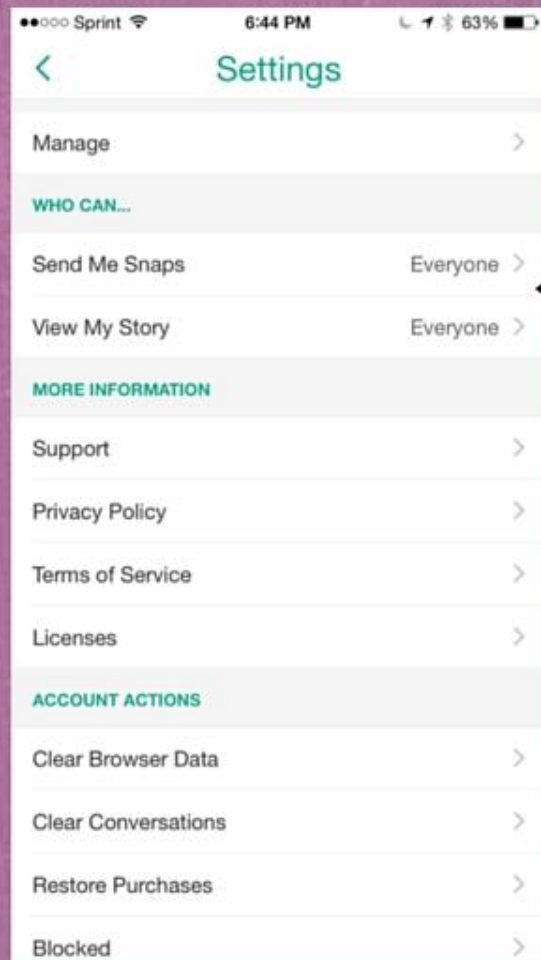 Sprint 6:44 PM 63%
Settings
Manage
WHO CAN...
Send Me Snaps Everyone
View My Story Everyone
MORE INFORMATION
Support
Privacy Policy
Terms of Service
Licenses
ACCOUNT ACTIONS
Clear Browser Data
Clear Conversations
Restore Purchases
Blocked